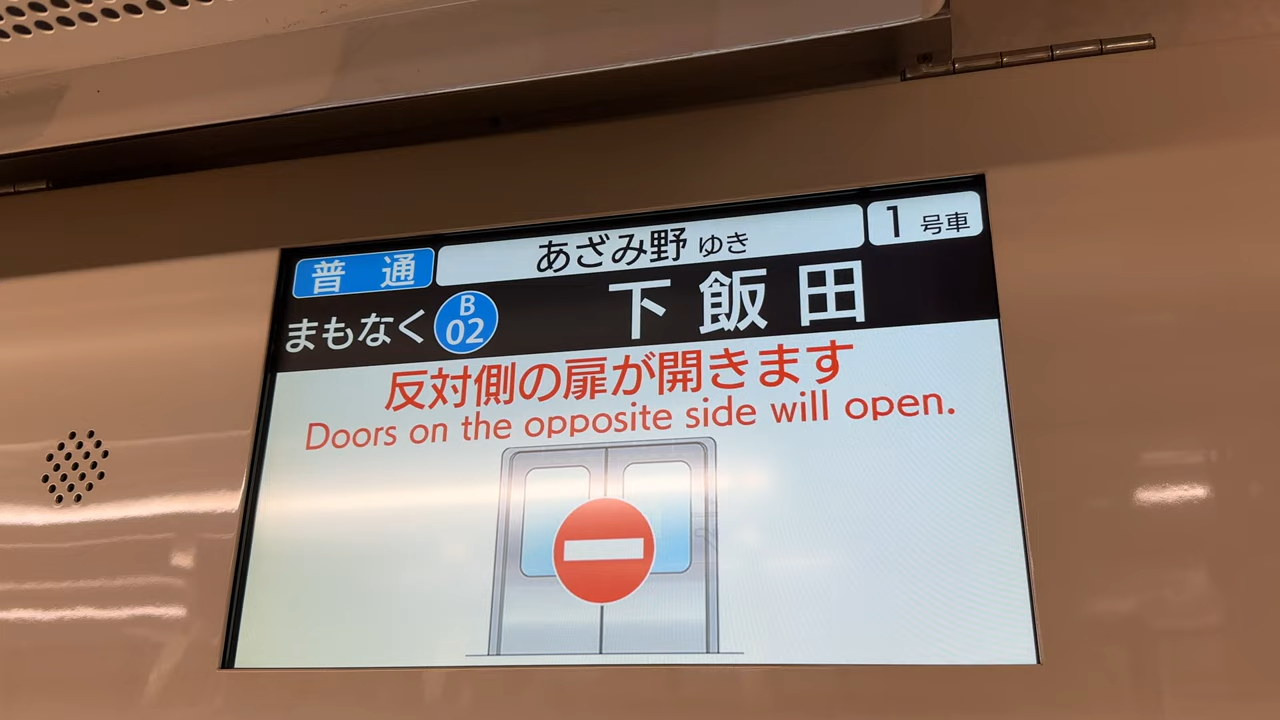 普通 あざみ野 ゆき 1 号車
まもなく B 02 下飯田
反対側の扉が開きます
Doors on the opposite side will open.